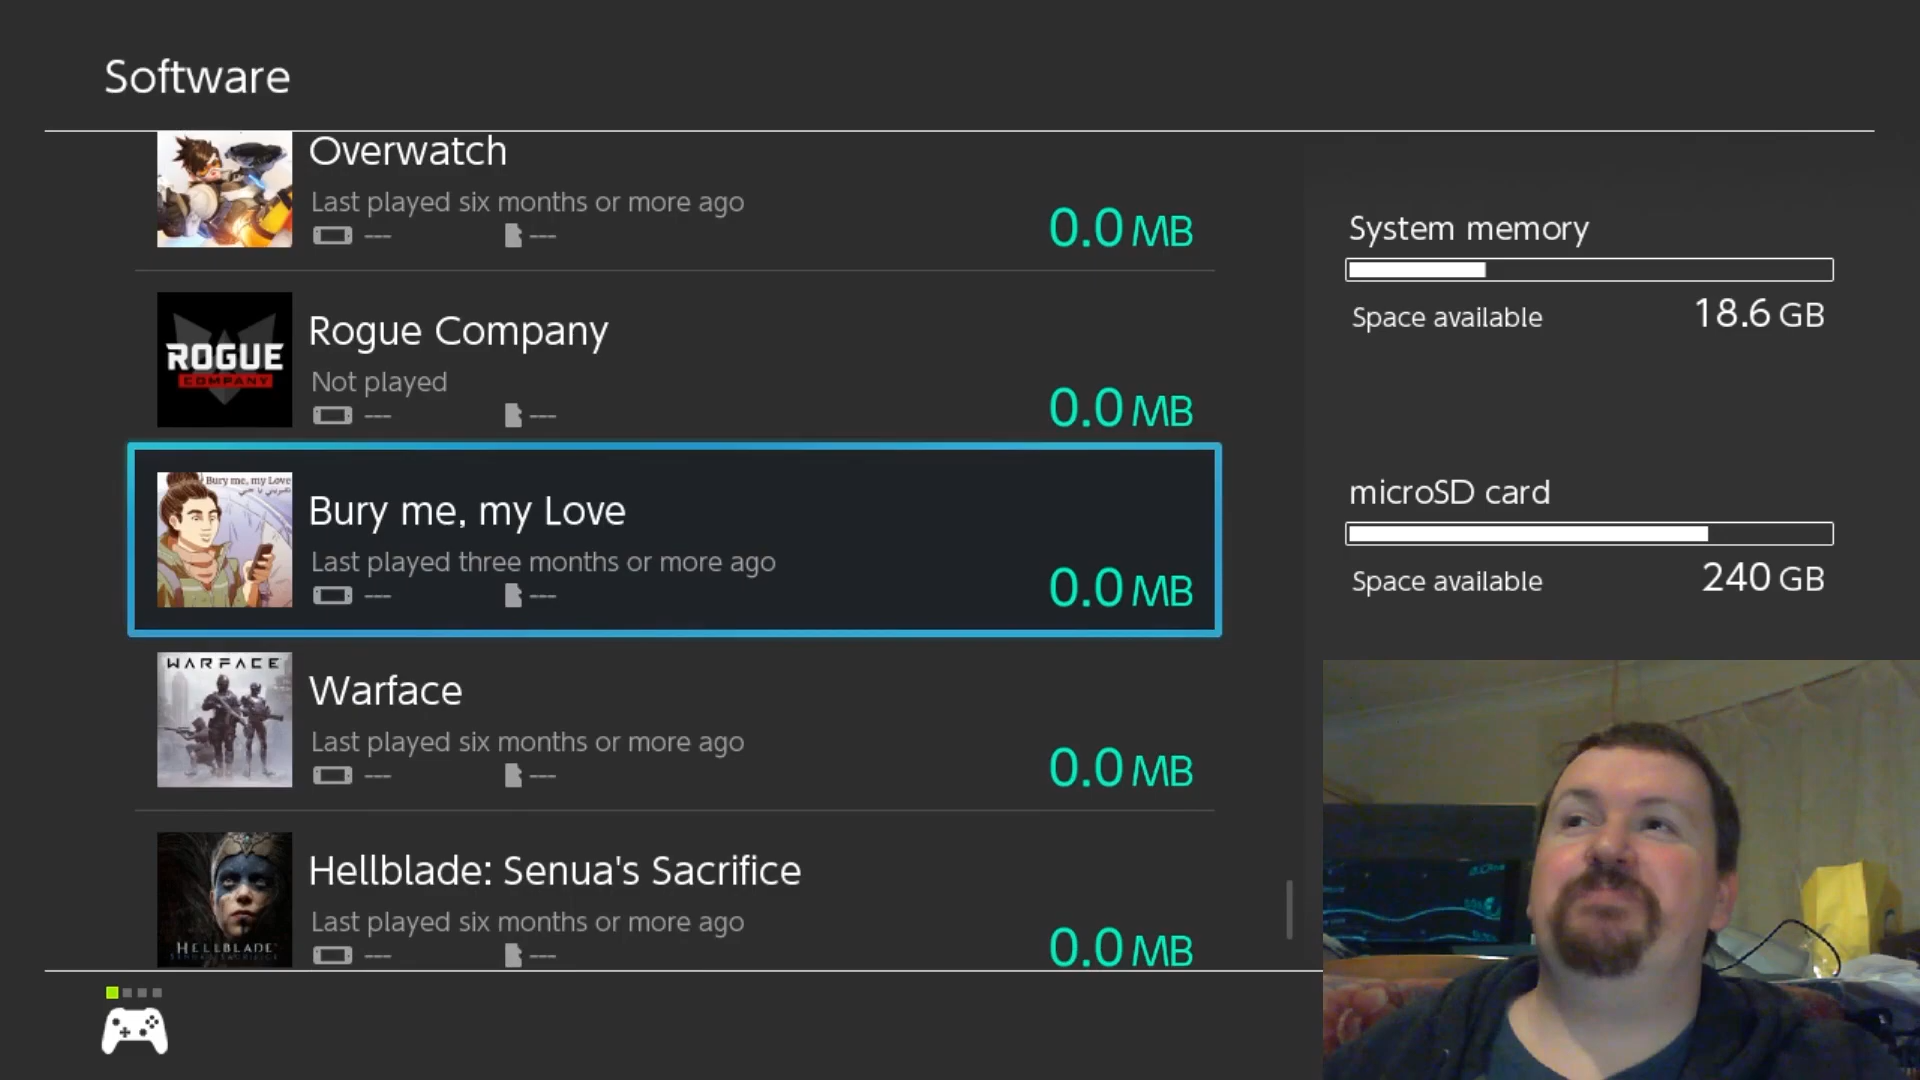 Software
Overwatch
Last played six months or more ago
---
---
0.0 MB
ROGUE
COMPANY
Rogue Company
Not played
---
---
0.0 MB
Bury me, my Love
Bury me, my Love
Last played three months or more ago
---
---
0.0 MB
WARFACE
Warface
Last played six months or more ago
---
---
0.0 MB
HELLBLADE
Hellblade: Senua's Sacrifice
Last played six months or more ago
---
---
0.0 MB
System memory
Space available 18.6 GB
microSD card
Space available 240 GB